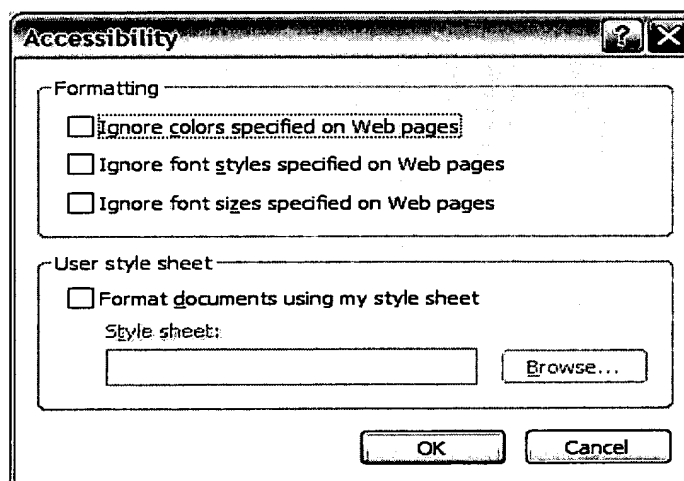 Accessibility ?
Formatting
Ignore colors specified on Web pages
Ignore font styles specified on Web pages
Ignore font sizes specified on Web pages
User style sheet
Format documents using my style sheet
Style sheet:
Browse...
OK Cancel